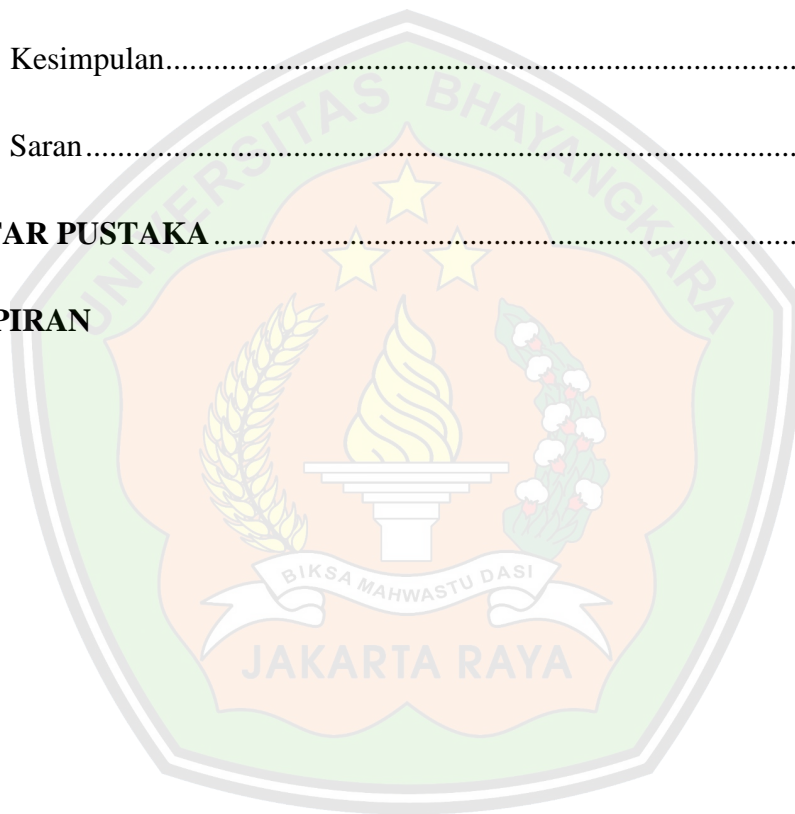 Kesimpulan........................................................................................
Saran..................................................................................................
TAR PUSTAKA..................................................................................
PIRAN
UNIVERSITAS BHAYANGKARA
BIKSA MAHWASTU DASI
JAKARTA RAYA